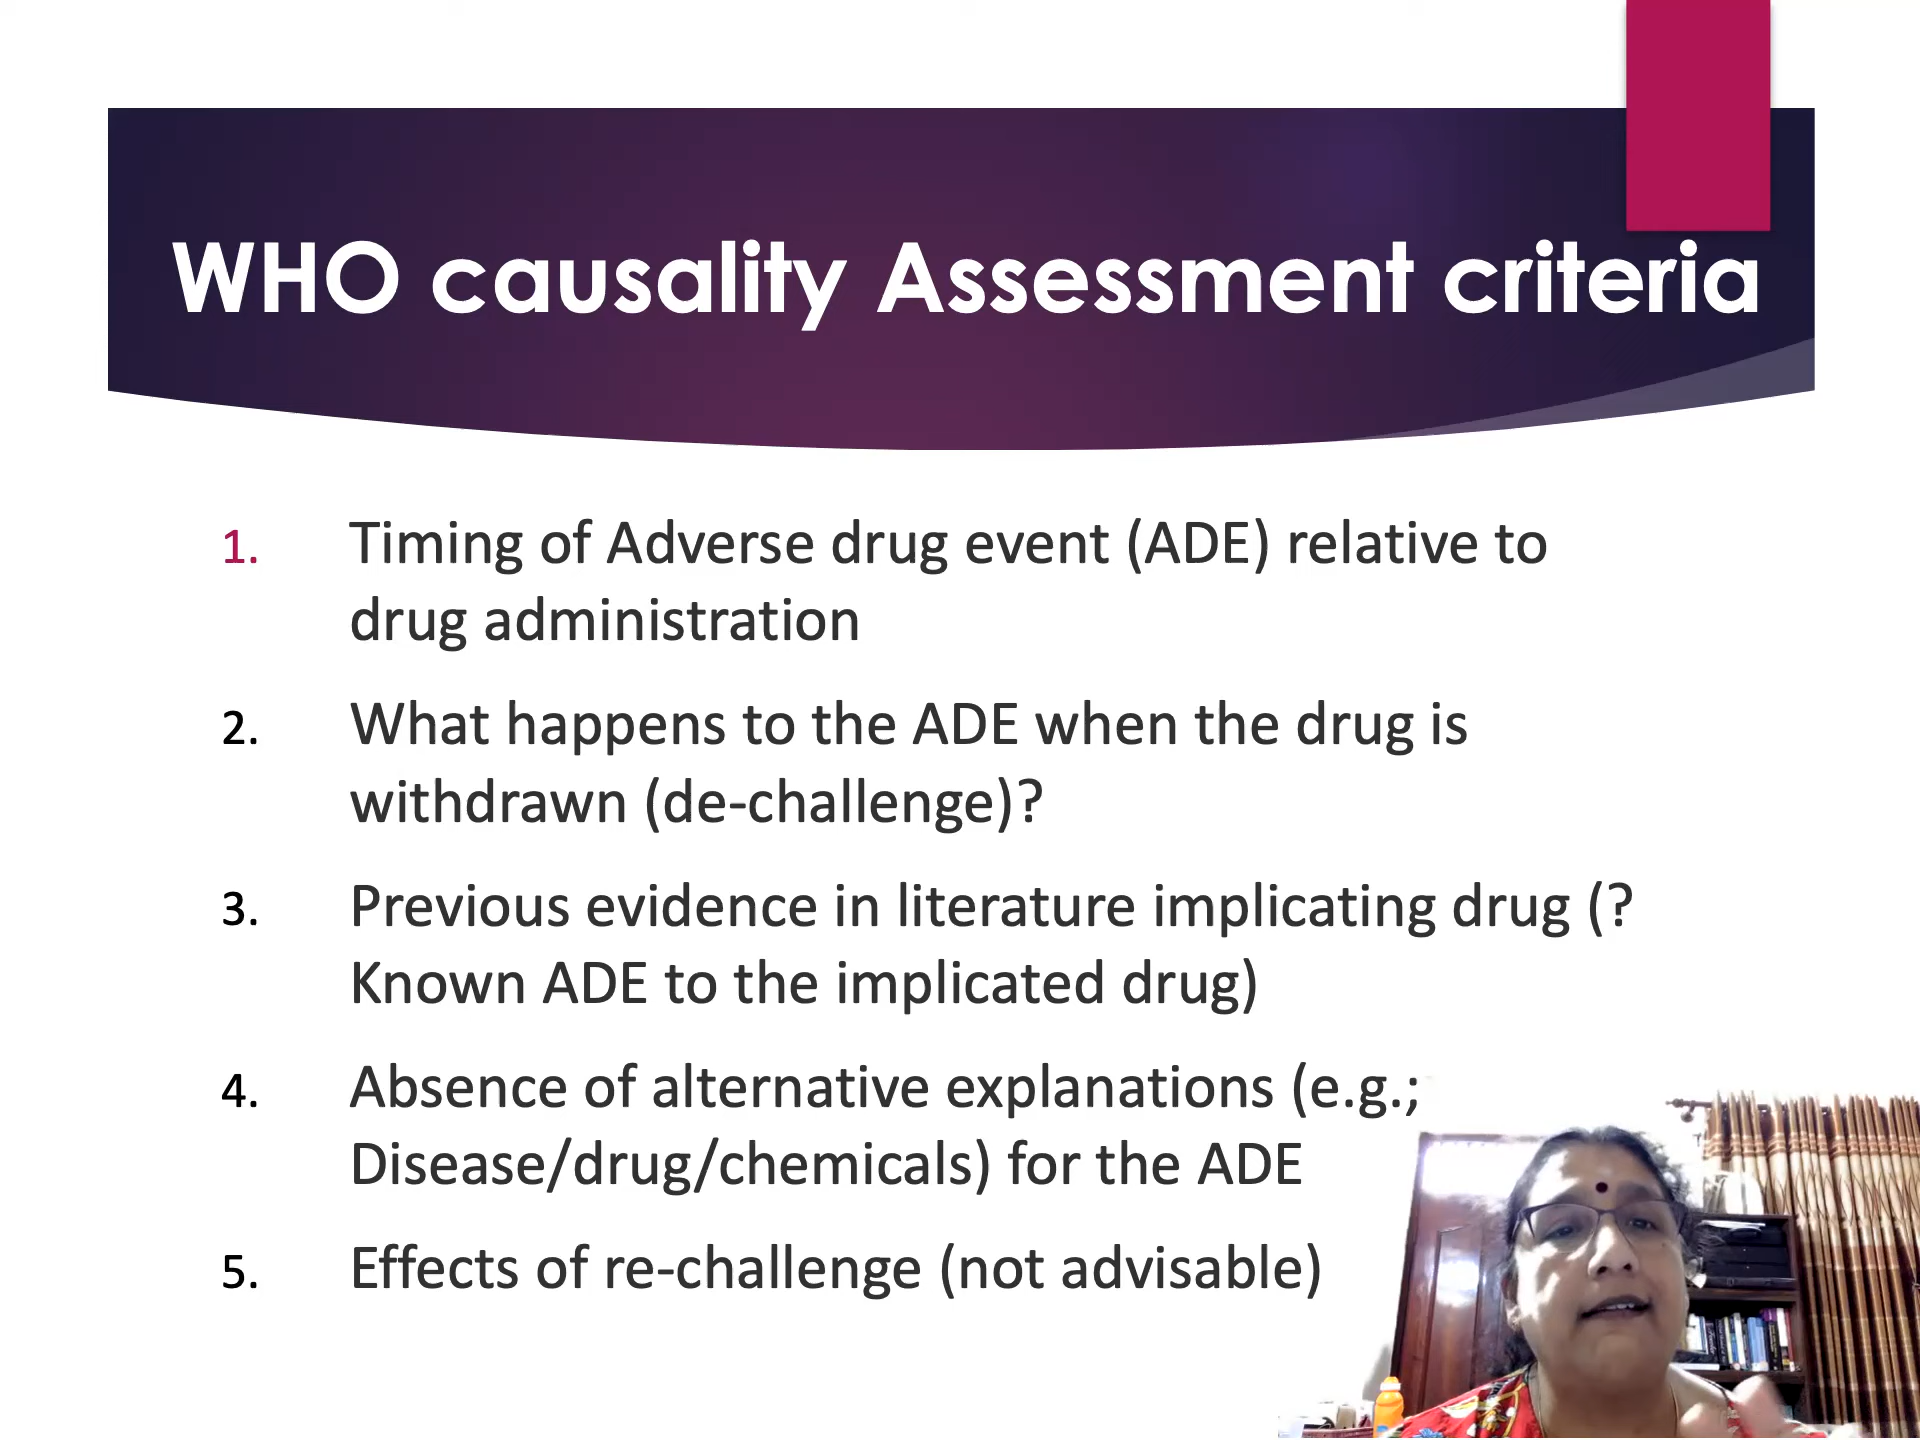 WHO causality Assessment criteria
1. Timing of Adverse drug event (ADE) relative to
drug administration
2. What happens to the ADE when the drug is
withdrawn (de-challenge)?
3. Previous evidence in literature implicating drug (?
Known ADE to the implicated drug)
4. Absence of alternative explanations (e.g.;
Disease/drug/chemicals) for the ADE
5. Effects of re-challenge (not advisable)